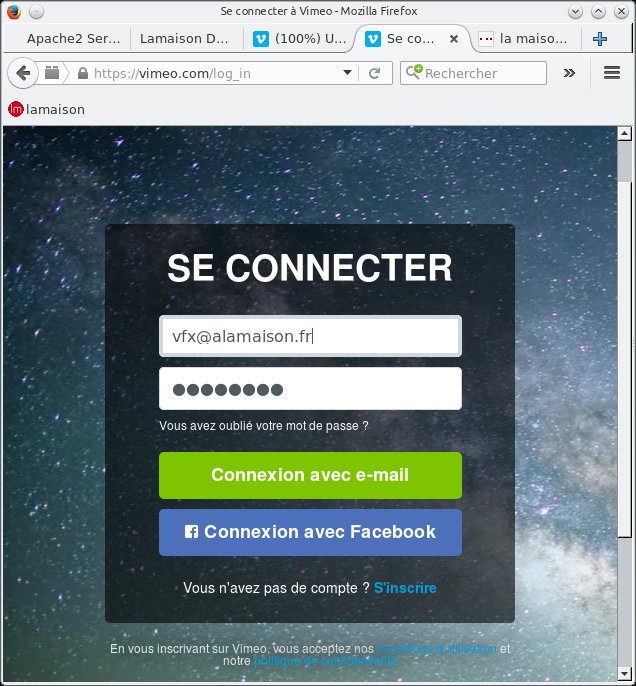 Se connecter à Vimeo - Mozilla Firefox
Apache2 Ser...
Lamaison D...
(100%) U...
Se co...
la maiso...
https://vimeo.com/log_in
Rechercher
lamaison
SE CONNECTER
vfx@alamaison.fr
Vous avez oublié votre mot de passe ?
Connexion avec e-mail
Connexion avec Facebook
Vous n'avez pas de compte ? S'inscrire
En vous inscrivant sur Vimeo, vous acceptez nos conditions d'utilisation et
notre politique de confidentialité